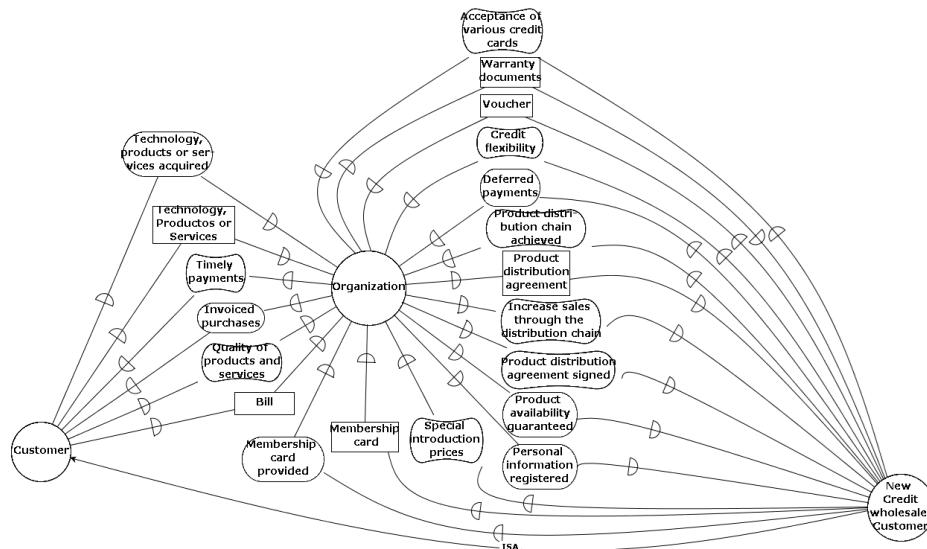 Acceptance of
various credit
cards
Warranty
documents
Voucher
Credit
flexibility
Technology,
products or ser-
vices acquired
Deferred
payments
Technology,
Productos or
Services
Product distri-
bution chain
achieved
Timely
payments
Organization
Product
distribution
agreement
Invoiced
purchases
Increase sales
through the
distribution chain
Quality of
products and
services
Product distribution
agreement signed
Bill
Product
availability
guaranteed
Customer
Membership
card
provided
Membership
card
Special
introduction
prices
Personal
information
registered
New
Credit
wholesale
Customer
ISA